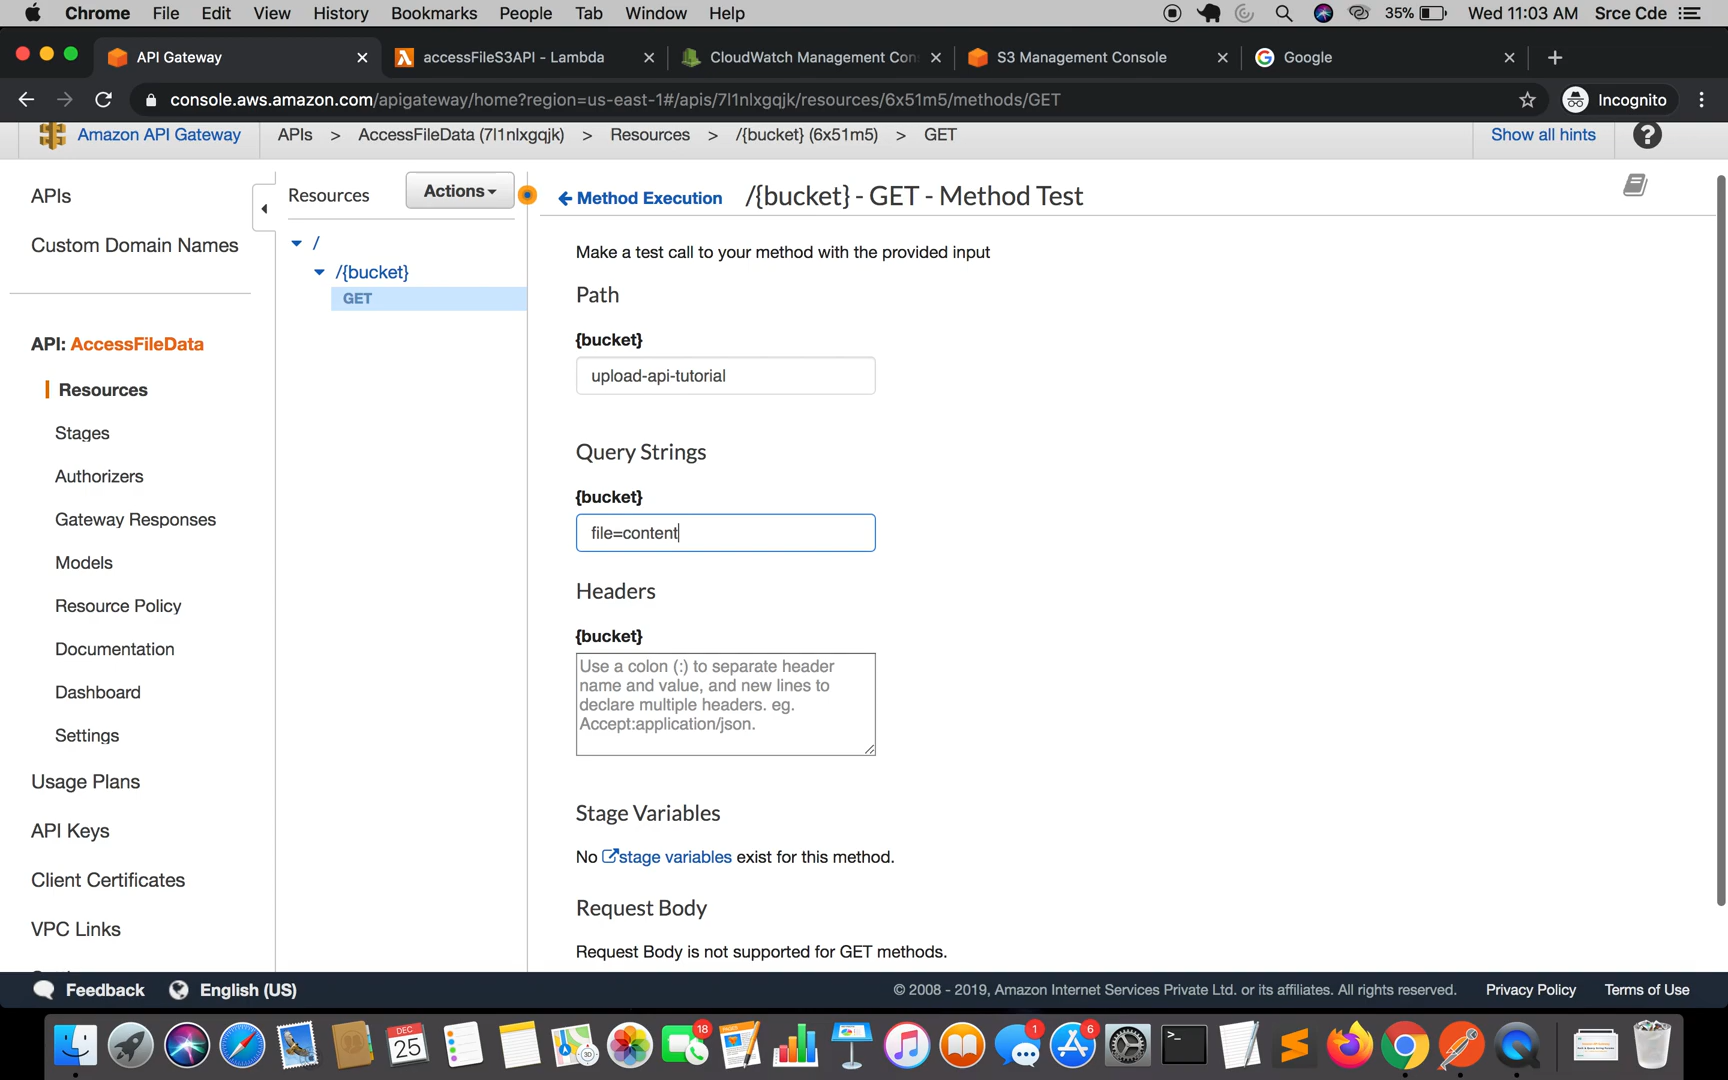 Chrome File Edit View History Bookmarks People Tab Window Help 35% Wed 11:03 AM Srce Cde
API Gateway accessFileS3API - Lambda CloudWatch Management Con S3 Management Console Google
console.aws.amazon.com/apigateway/home?region=us-east-1#/apis/7l1nlxgqjk/resources/6x51m5/methods/GET Incognito
Amazon API Gateway APIs > AccessFileData (7l1nlxgqjk) > Resources > /{bucket} (6x51m5) > GET Show all hints ?
APIs
Custom Domain Names
API: AccessFileData
Resources
Stages
Authorizers
Gateway Responses
Models
Resource Policy
Documentation
Dashboard
Settings
Usage Plans
API Keys
Client Certificates
VPC Links
Resources Actions
/
/{bucket}
GET
Method Execution /{bucket} - GET - Method Test
Make a test call to your method with the provided input
Path
{bucket}
upload-api-tutorial
Query Strings
{bucket}
file=content
Headers
{bucket}
Use a colon (:) to separate header
name and value, and new lines to
declare multiple headers. eg.
Accept:application/json.
Stage Variables
No stage variables exist for this method.
Request Body
Request Body is not supported for GET methods.
Feedback English (US) © 2008 - 2019, Amazon Internet Services Private Ltd. or its affiliates. All rights reserved. Privacy Policy Terms of Use
DEC
25
18
1
6